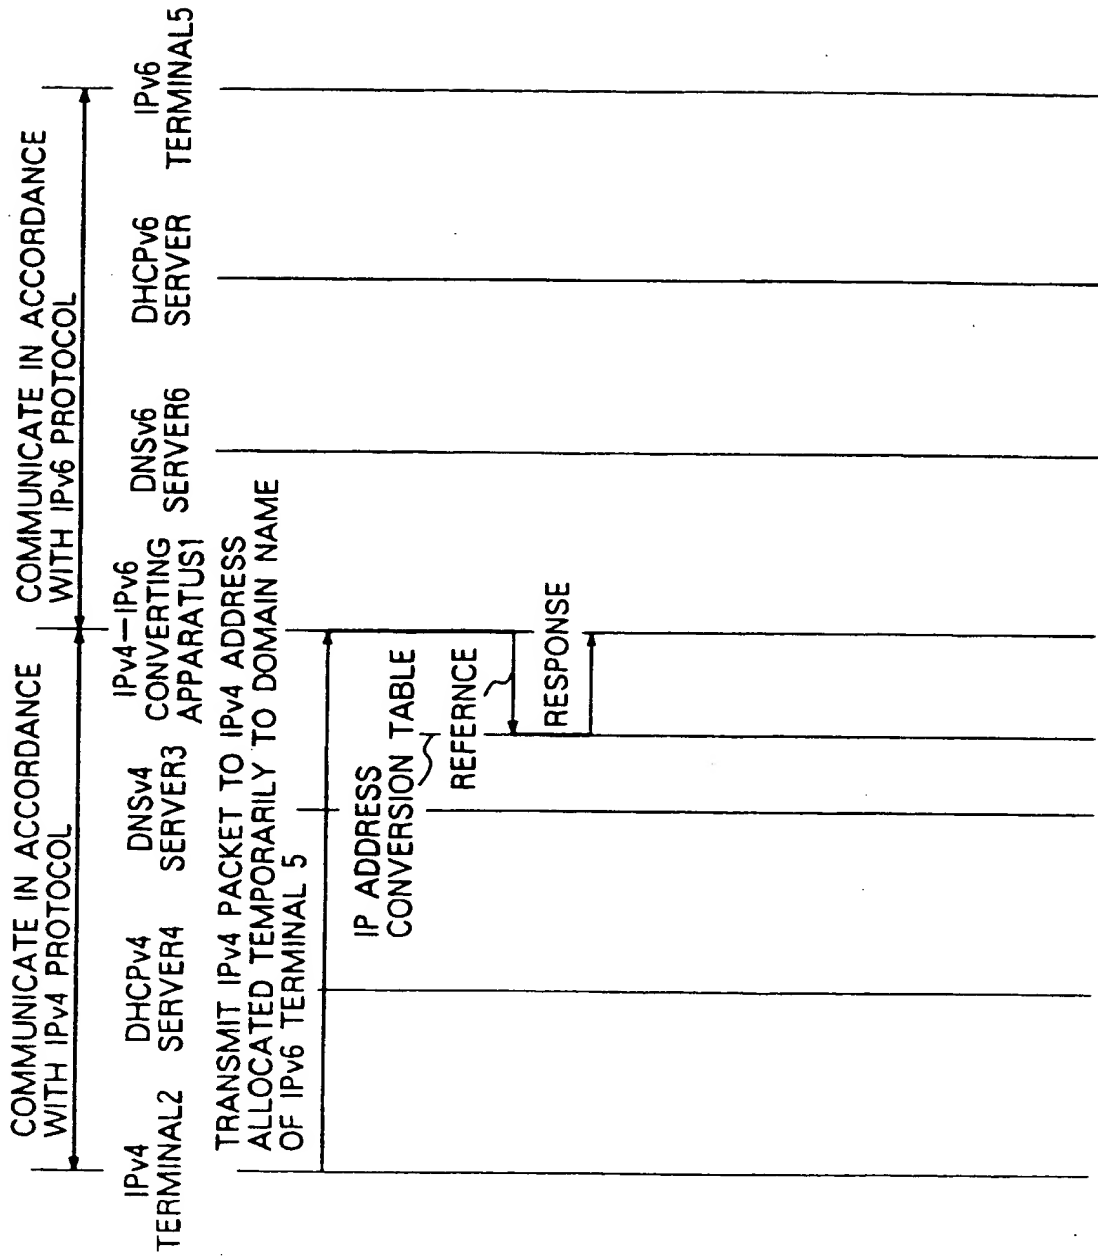 COMMUNICATE IN ACCORDANCE
WITH IPv4 PROTOCOL
COMMUNICATE IN ACCORDANCE
WITH IPv6 PROTOCOL
IPv4
TERMINAL2
DHCPv4
SERVER4
DNSv4
SERVER3
IPv4—IPv6
CONVERTING
APPARATUS1
DNSv6
SERVER6
DHCPv6
SERVER
IPv6
TERMINAL5
TRANSMIT IPv4 PACKET TO IPv4 ADDRESS
ALLOCATED TEMPORARILY TO DOMAIN NAME
OF IPv6 TERMINAL 5
IP ADDRESS
CONVERSION TABLE
REFERNCE
RESPONSE